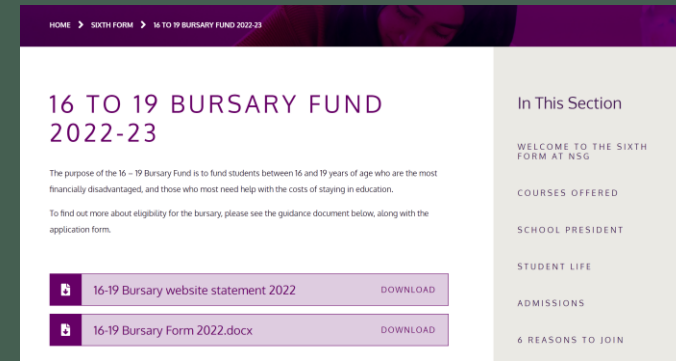 HOME > SIXTH FORM > 16 TO 19 BURSARY FUND 2022-23
16 TO 19 BURSARY FUND
2022-23
The purpose of the 16 – 19 Bursary Fund is to fund students between 16 and 19 years of age who are the most
financially disadvantaged, and those who most need help with the costs of staying in education.
To find out more about eligibility for the bursary, please see the guidance document below, along with the
application form.
16-19 Bursary website statement 2022 DOWNLOAD
16-19 Bursary Form 2022.docx DOWNLOAD
In This Section
WELCOME TO THE SIXTH
FORM AT NSG
COURSES OFFERED
SCHOOL PRESIDENT
STUDENT LIFE
ADMISSIONS
6 REASONS TO JOIN